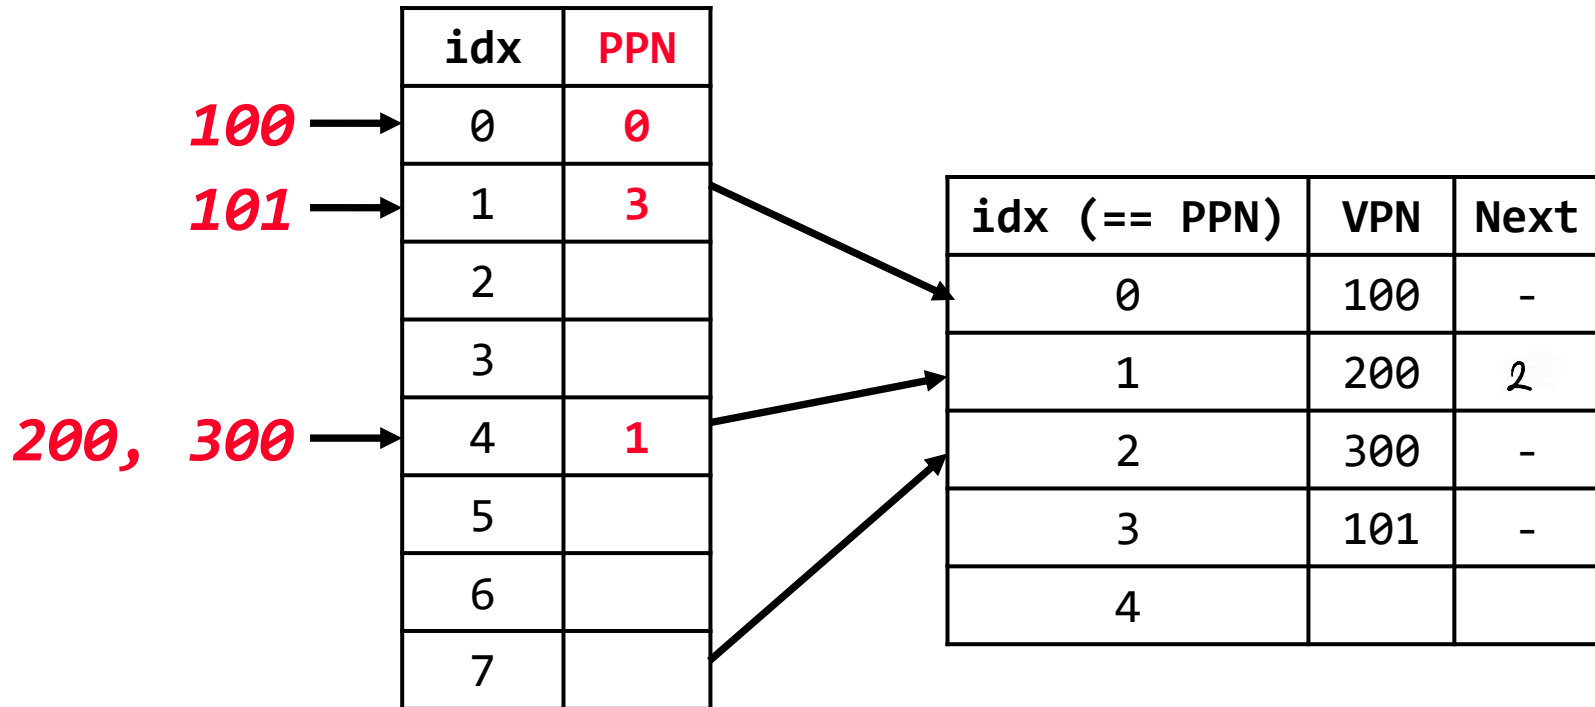 idx PPN
100 0 0
101 1 3
2
3
200, 300 4 1
5
6
7
idx (== PPN) VPN Next
0 100 -
1 200 2
2 300 -
3 101 -
4